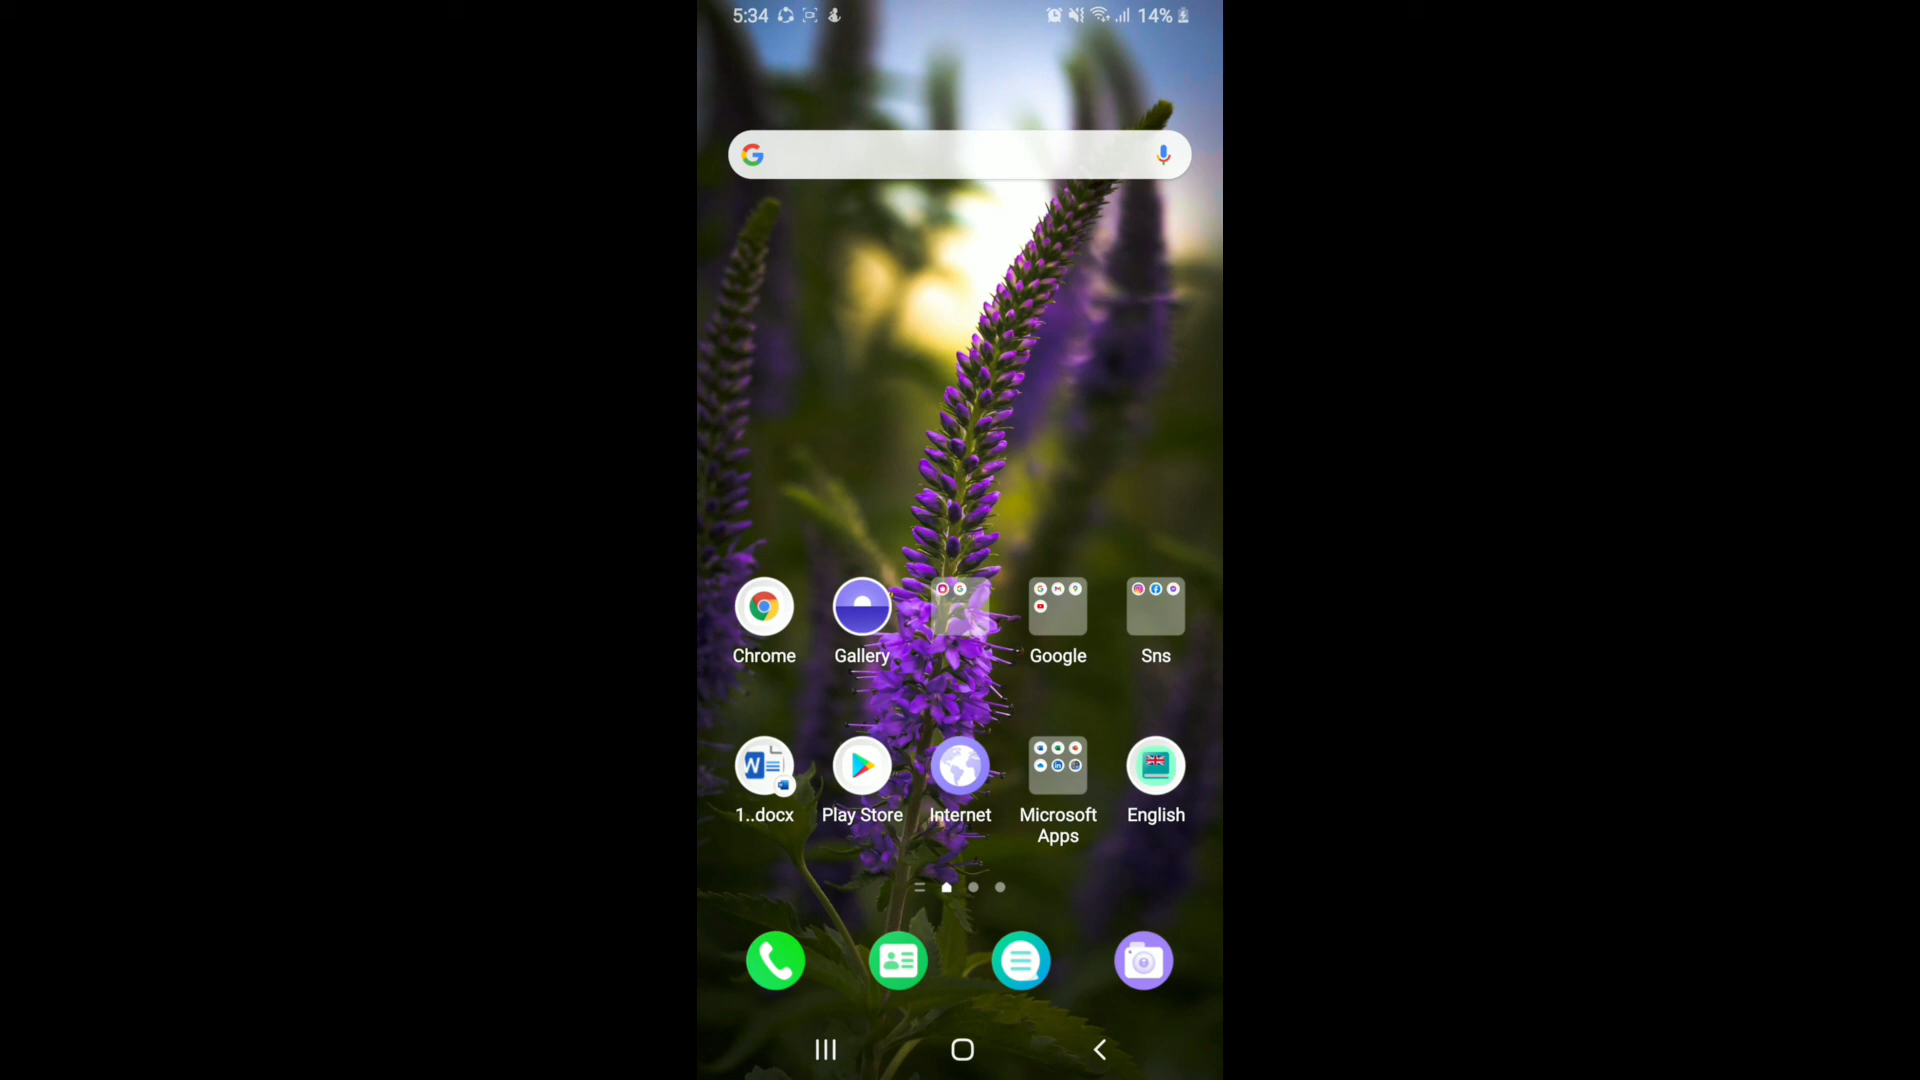 5:34 14%
Chrome Gallery Google Sns
1..docx Play Store Internet Microsoft Apps English